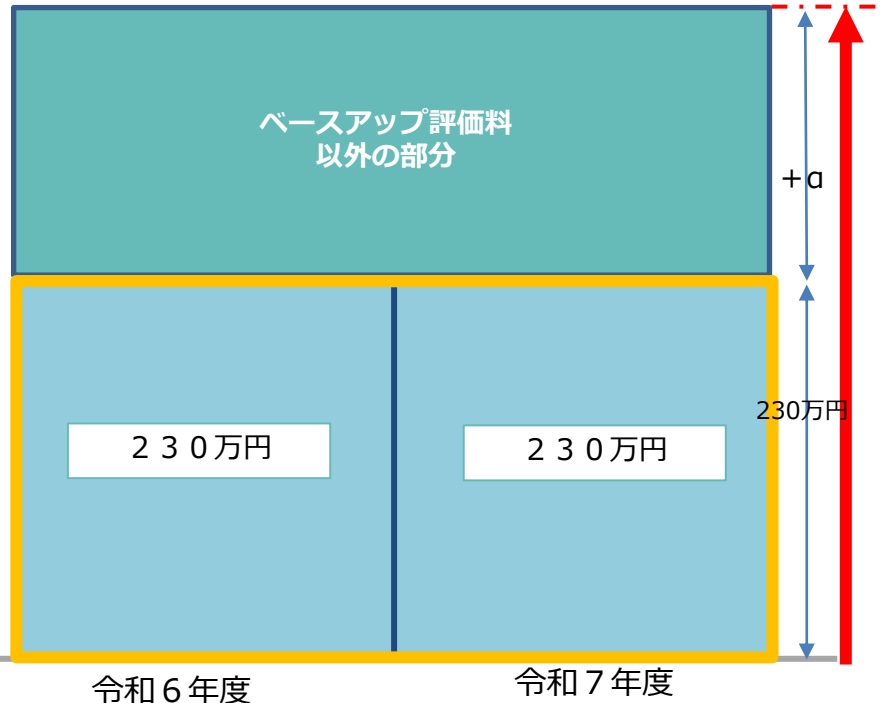 ベースアップ評価料
以外の部分
＋α
230万円
２３０万円
２３０万円
令和６年度
令和７年度